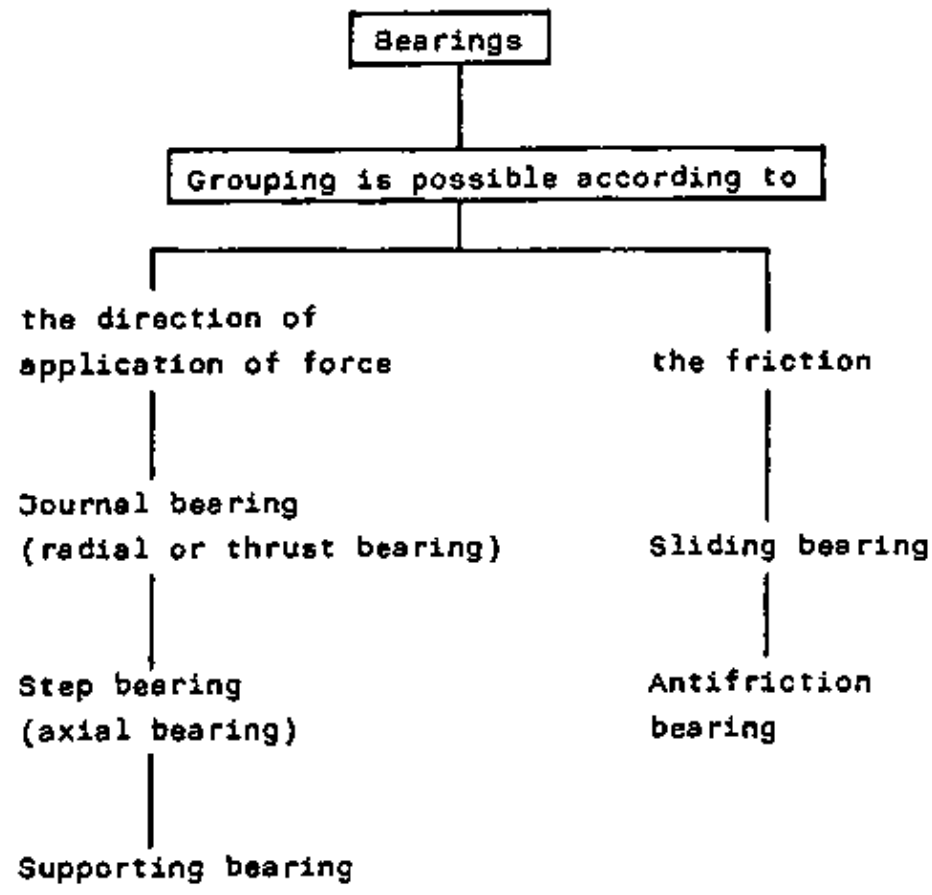 Bearings
Grouping is possible according to
the direction of
application of force
Journal bearing
(radial or thrust bearing)
Step bearing
(axial bearing)
Supporting bearing
the friction
Sliding bearing
Antifriction
bearing